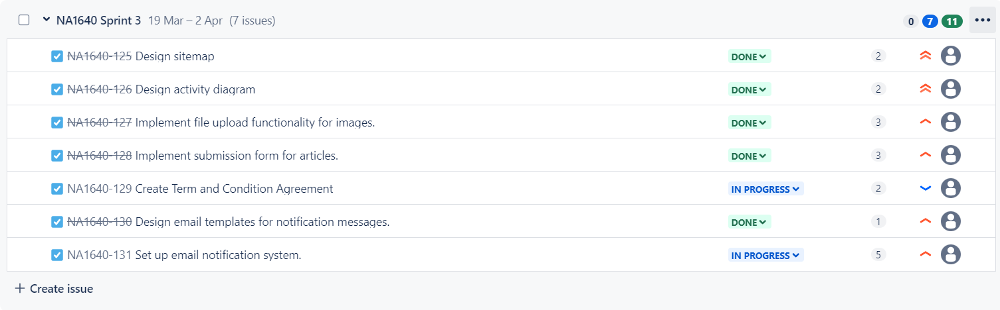 NA1640 Sprint 3 19 Mar – 2 Apr (7 issues) 0 7 11
NA1640-125 Design sitemap DONE 2
NA1640-126 Design activity diagram DONE 2
NA1640-127 Implement file upload functionality for images. DONE 3
NA1640-128 Implement submission form for articles. DONE 3
NA1640-129 Create Term and Condition Agreement IN PROGRESS 2
NA1640-130 Design email templates for notification messages. DONE 1
NA1640-131 Set up email notification system. IN PROGRESS 5
+ Create issue